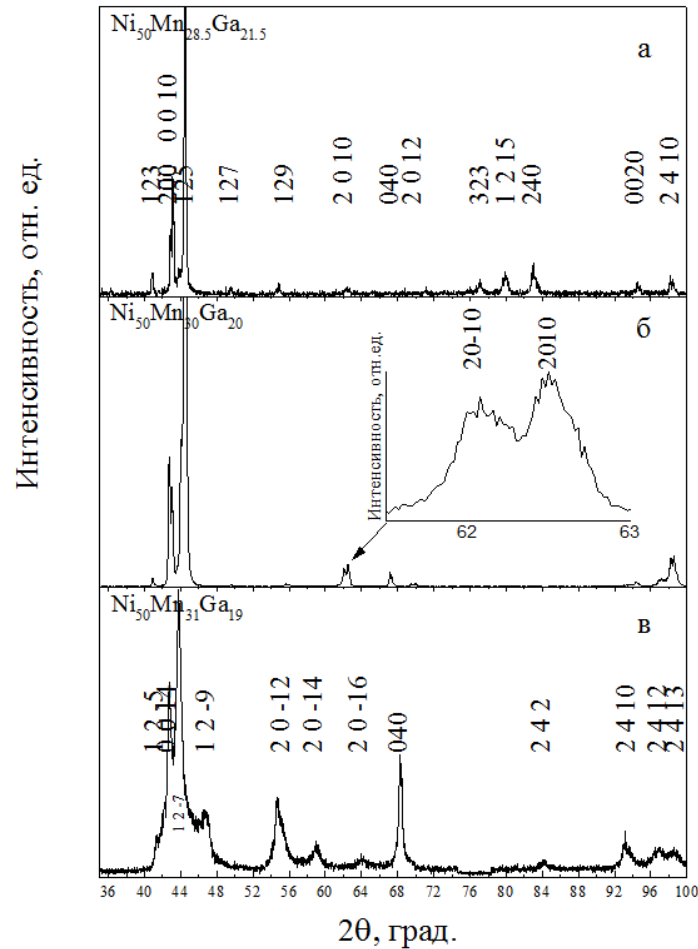 Интенсивность, отн. ед.
Ni50Mn28.5Ga21.5
а
123
200
0 0 10
125
127
129
2 0 10
040
2 0 12
323
1 2 15
240
0020
2 4 10
Ni50Mn30Ga20
б
Интенсивность, отн.ед.
20-10
2010
62
63
Ni50Mn31Ga19
в
1 2 5
0 0 14
1 2 -7
1 2 -9
2 0 -12
2 0 -14
2 0 -16
040
2 4 2
2 4 10
2 4 12
2 4 13
36 40 44 48 52 56 60 64 68 72 76 80 84 88 92 96 100
2θ, град.